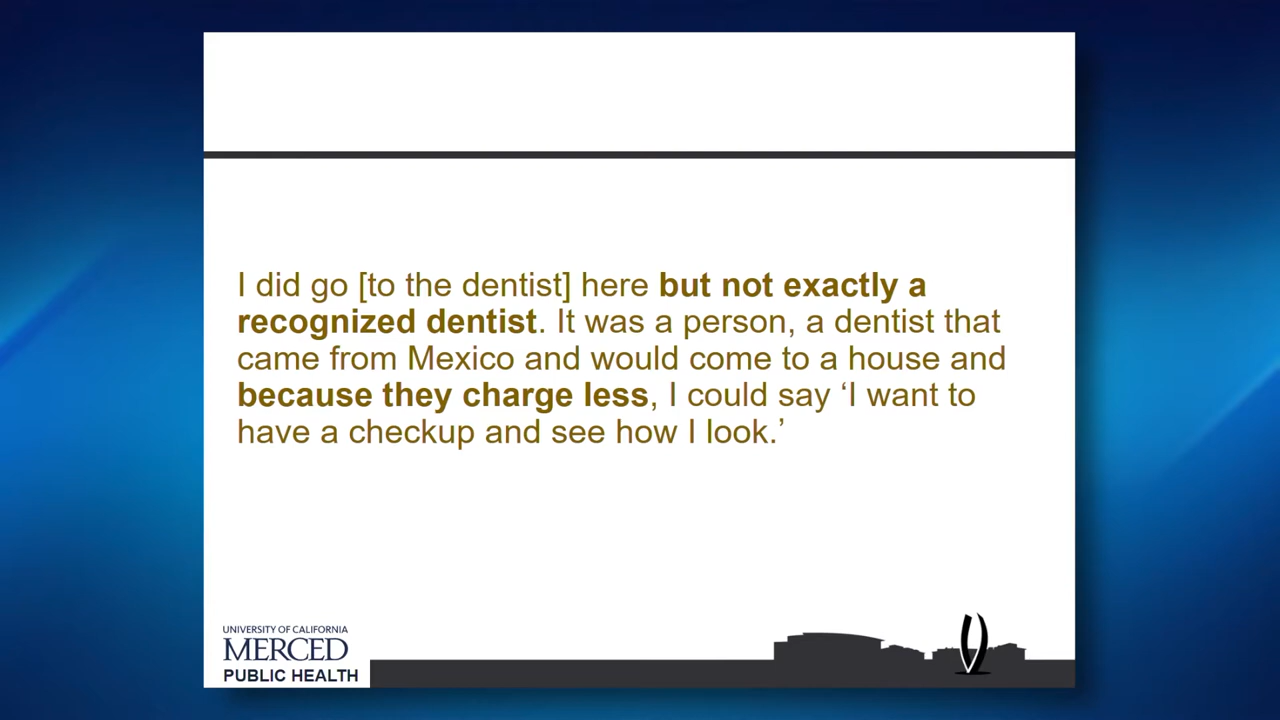 I did go [to the dentist] here but not exactly a
recognized dentist. It was a person, a dentist that
came from Mexico and would come to a house and
because they charge less, I could say ‘I want to
have a checkup and see how I look.’
UNIVERSITY OF CALIFORNIA
MERCED
PUBLIC HEALTH